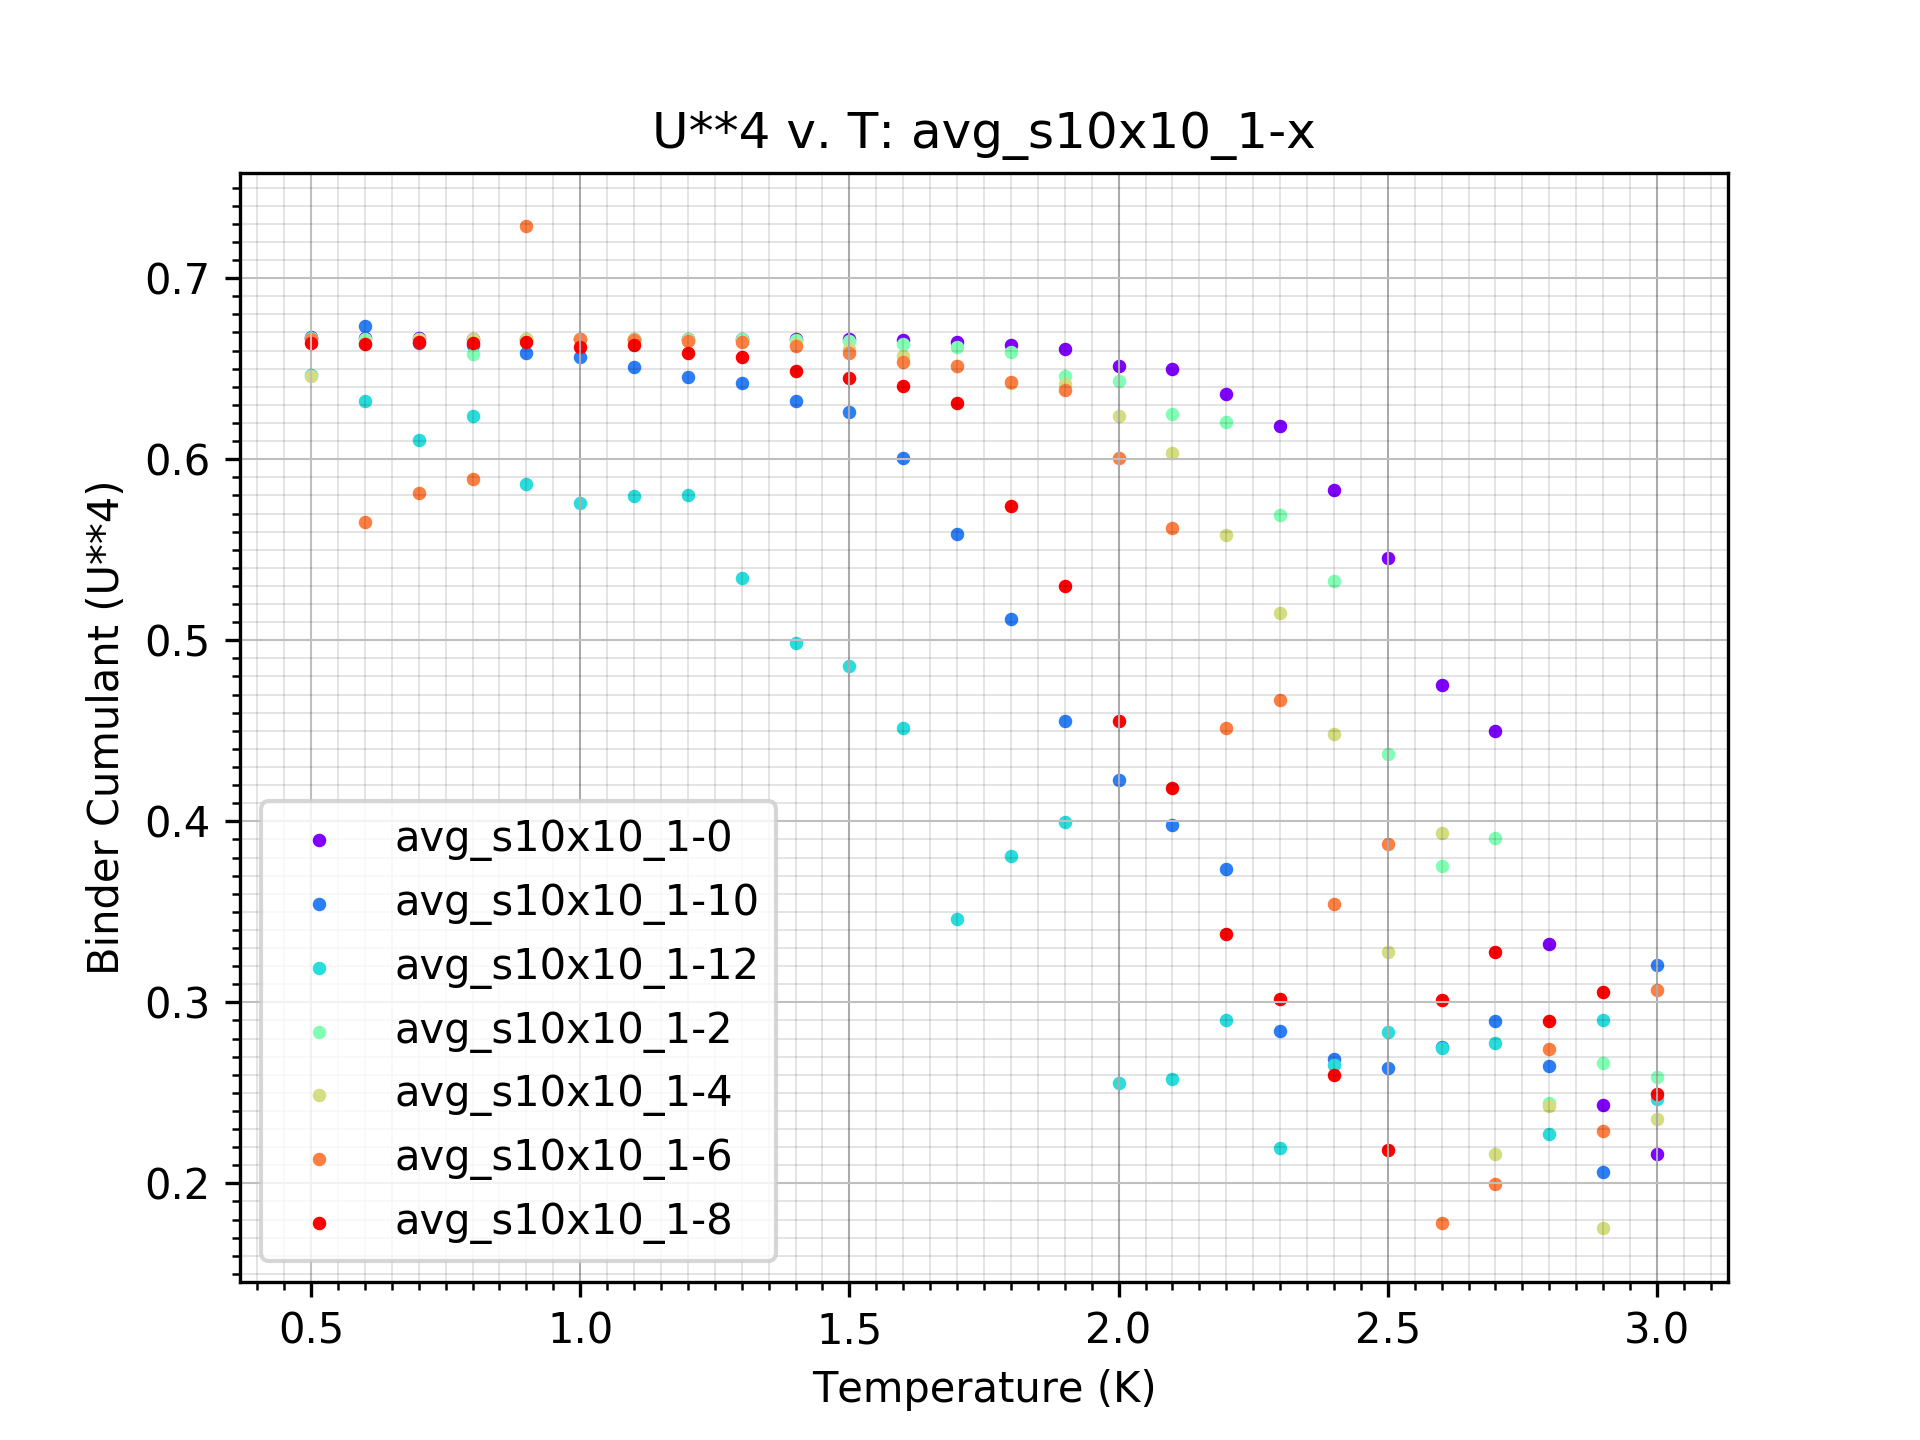 U**4 v. T: avg_s10x10_1-x
Binder Cumulant (U**4)
0.7
0.6
0.5
0.4
0.3
0.2
avg_s10x10_1-0
avg_s10x10_1-10
avg_s10x10_1-12
avg_s10x10_1-2
avg_s10x10_1-4
avg_s10x10_1-6
avg_s10x10_1-8
0.5 1.0 1.5 2.0 2.5 3.0
Temperature (K)